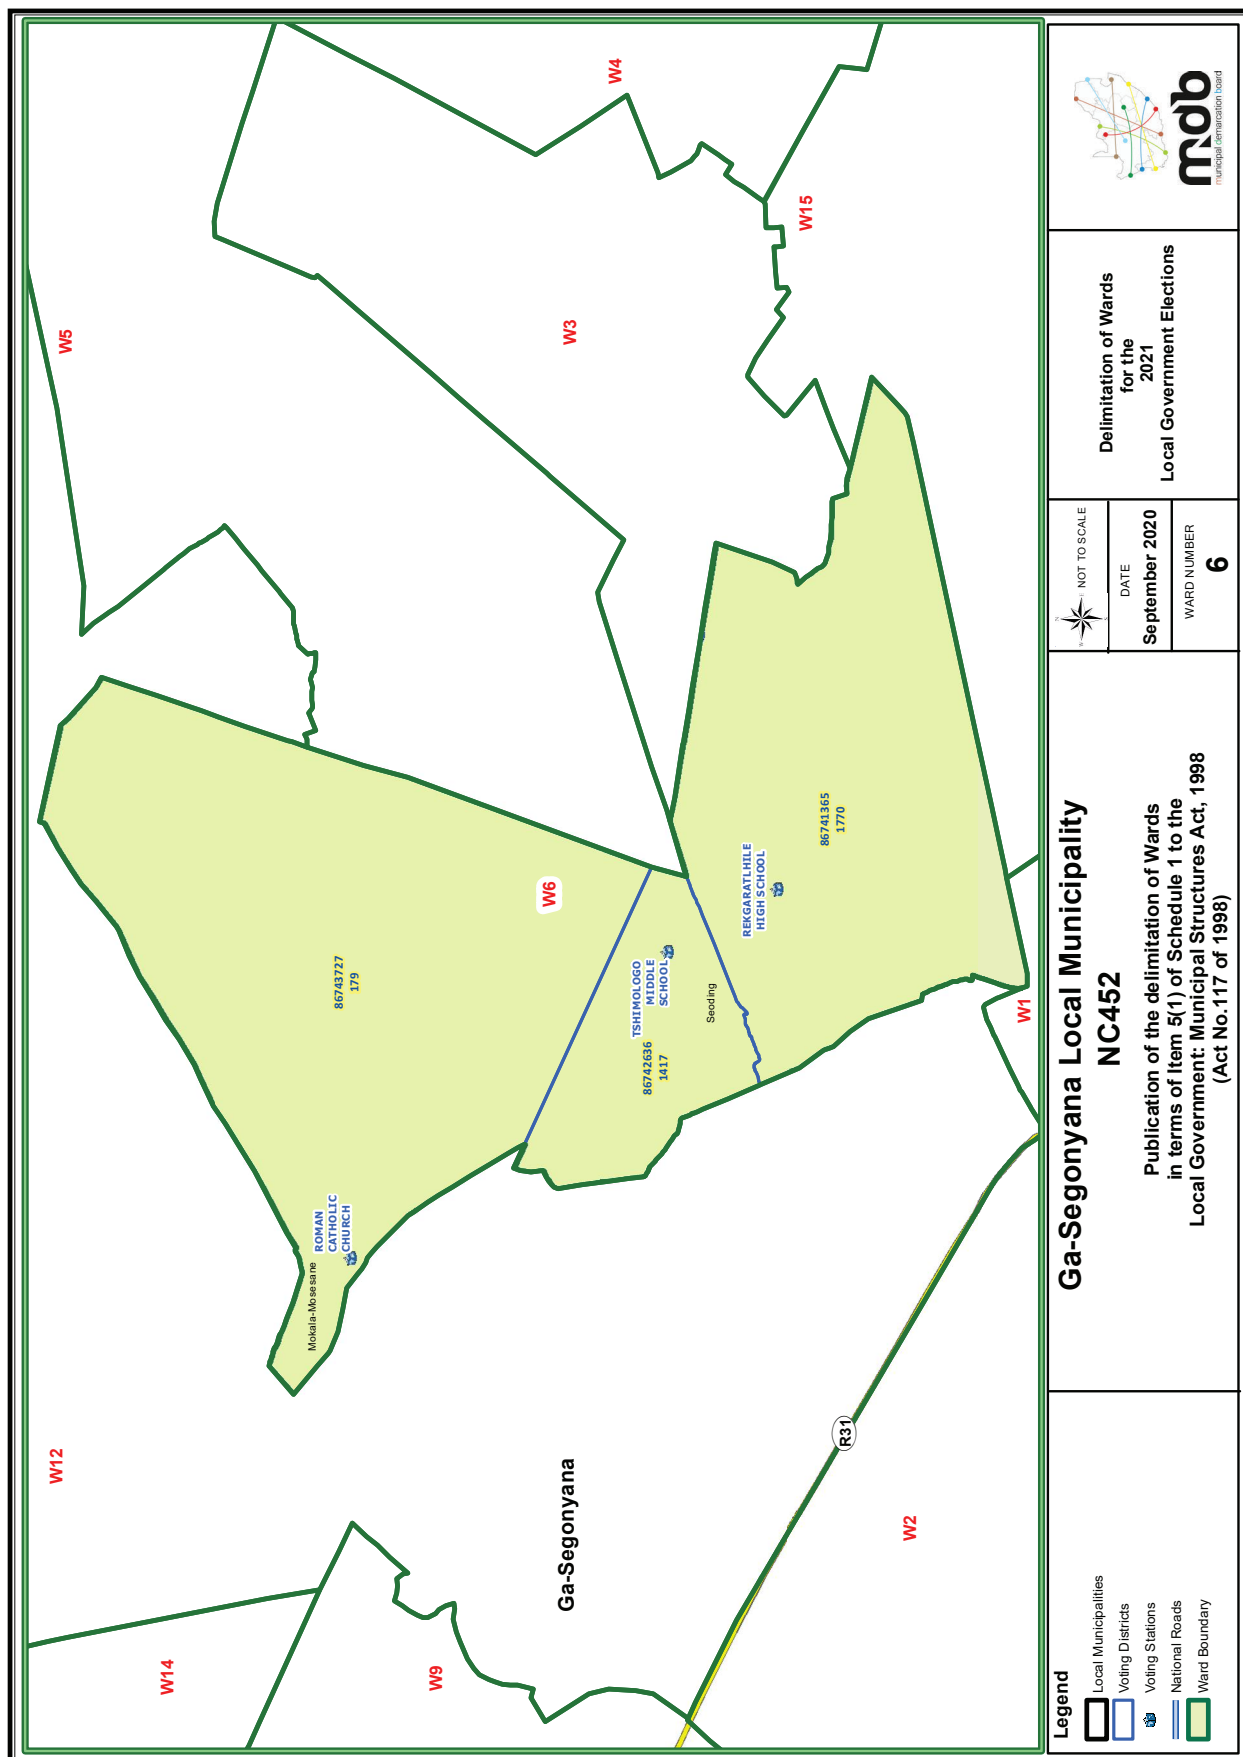 W12
W5
W14
W9
W4
W3
W15
W6
W1
W2
Ga-Segonyana
R31
Mokala-Mosesane
ROMAN
CATHOLIC
CHURCH
86743727
179
TSHIMOLOGO
MIDDLE
SCHOOL
86742636
1417
Seoding
REKGARATLHILE
HIGH SCHOOL
86741365
1770
Legend
Local Municipalities
Voting Districts
Voting Stations
National Roads
Ward Boundary
Ga-Segonyana Local Municipality
NC452
Publication of the delimitation of Wards
in terms of Item 5(1) of Schedule 1 to the
Local Government: Municipal Structures Act, 1998
(Act No.117 of 1998)
N
W
E
S
NOT TO SCALE
DATE
September 2020
WARD NUMBER
6
Delimitation of Wards
for the
2021
Local Government Elections
mdb
municipal demarcation board